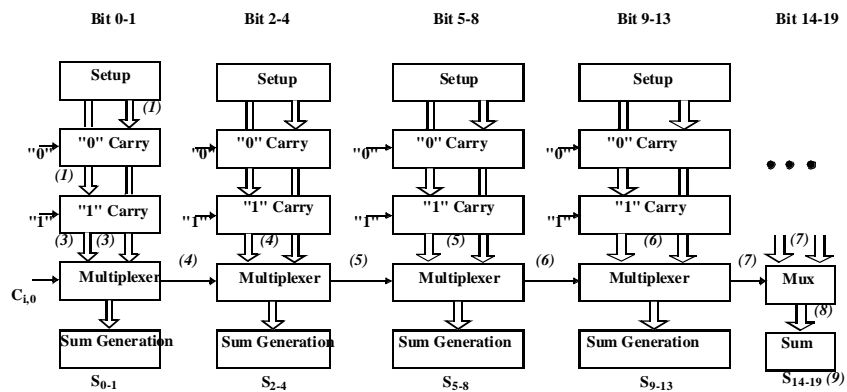 Bit 0-1 Bit 2-4 Bit 5-8 Bit 9-13 Bit 14-19
Setup Setup Setup Setup
(1)
"0" Carry "0" Carry "0" Carry "0" Carry
"0" "0" "0" "0"
(1)
"1" Carry "1" Carry "1" Carry "1" Carry
"1" "1" "1" "1"
(3) (3) (4) (5) (6) (7)
(4) (5) (6) (7)
Multiplexer Multiplexer Multiplexer Multiplexer Mux
Ci,0
(8)
Sum Generation Sum Generation Sum Generation Sum Generation Sum
S0-1 S2-4 S5-8 S9-13 S14-19 (9)